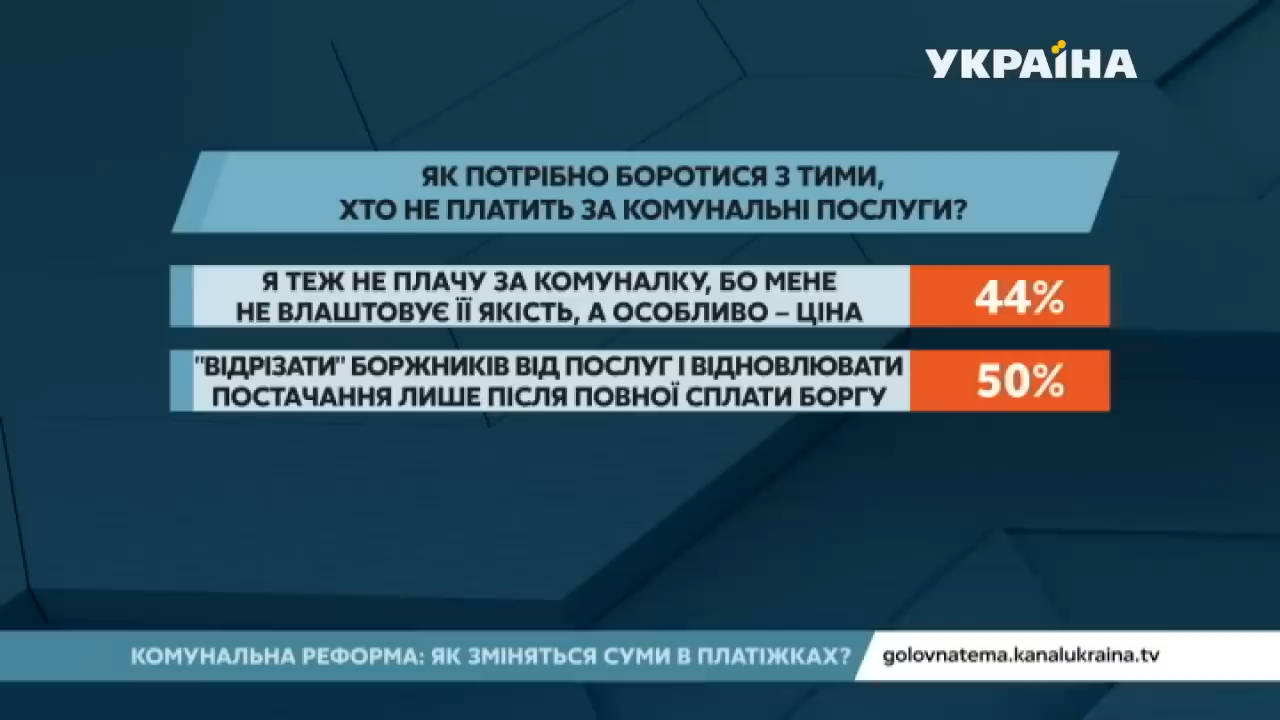 УКРАЇНА
ЯК ПОТРІБНО БОРОТИСЯ З ТИМИ,
ХТО НЕ ПЛАТИТЬ ЗА КОМУНАЛЬНІ ПОСЛУГИ?
Я ТЕЖ НЕ ПЛАЧУ ЗА КОМУНАЛКУ, БО МЕНЕ
НЕ ВЛАШТОВУЄ ЇЇ ЯКІСТЬ, А ОСОБЛИВО – ЦІНА
44%
"ВІДРІЗАТИ" БОРЖНИКІВ ВІД ПОСЛУГ І ВІДНОВЛЮВАТИ
ПОСТАЧАННЯ ЛИШЕ ПІСЛЯ ПОВНОЇ СПЛАТИ БОРГУ
50%
КОМУНАЛЬНА РЕФОРМА: ЯК ЗМІНЯТЬСЯ СУМИ В ПЛАТІЖКАХ?
golovnatema.kanalukraina.tv